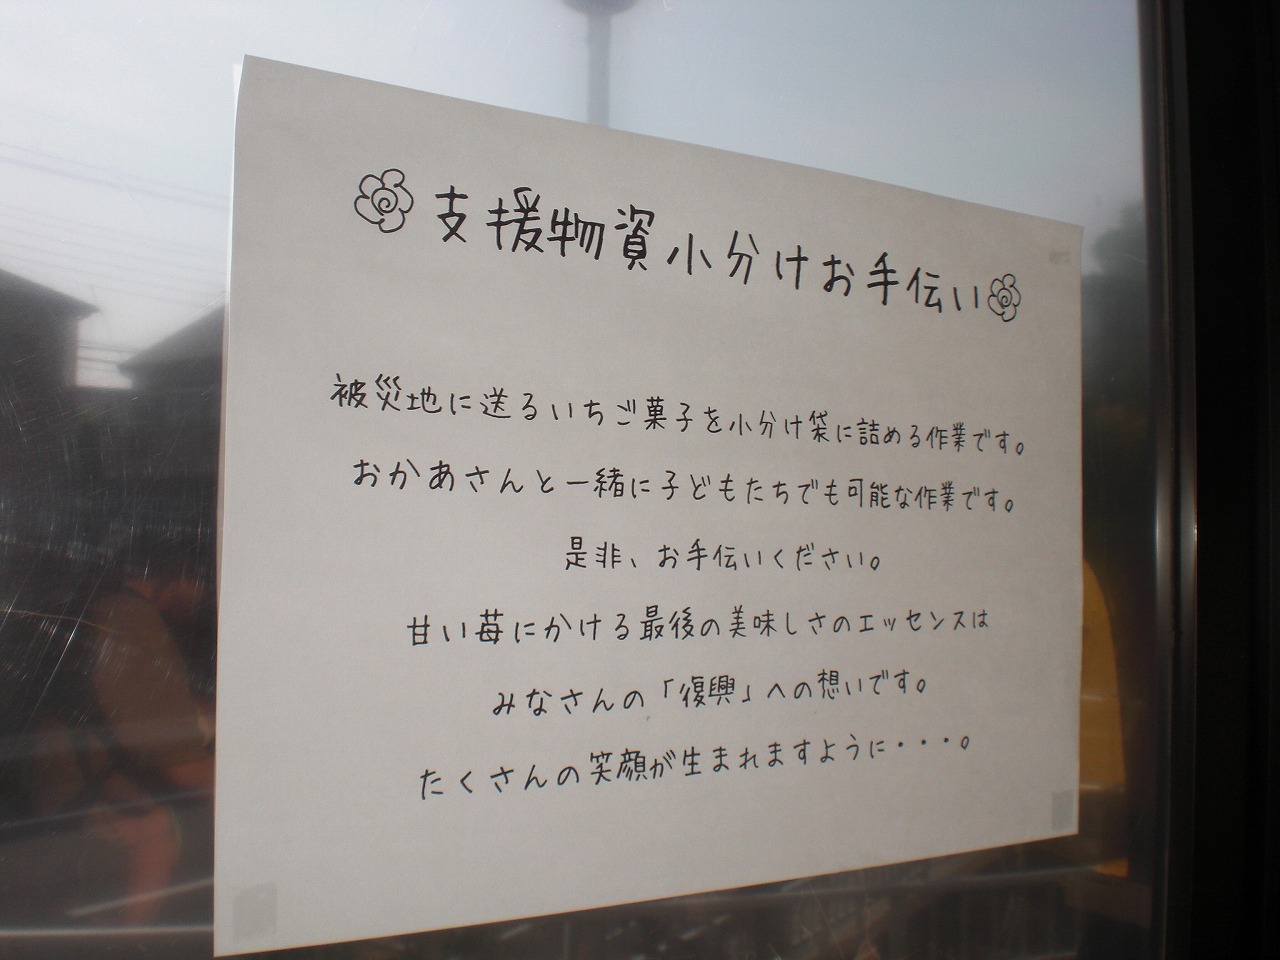 支援物資小分けお手伝い
被災地に送るいちご菓子を小分け袋に詰める作業です。
おかあさんと一緒に子どもたちでも可能な作業です。
是非、お手伝いください。
甘い苺にかける最後の美味しさのエッセンスは
みなさんの「復興」への想いです。
たくさんの笑顔が生まれますように・・・。